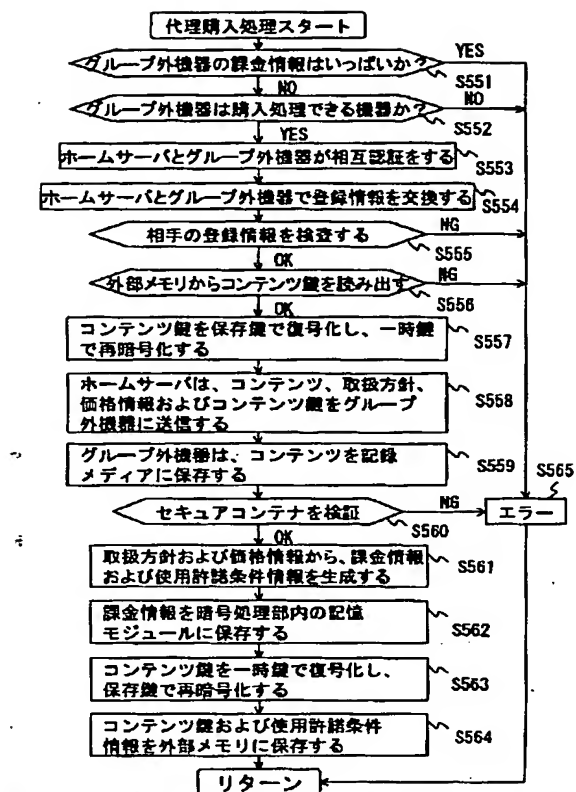 代理購入処理スタート
グループ外機器の課金情報はいっぱいか?
YES
S551
NO
グループ外機器は購入処理できる機器か?
NO
S552
YES
ホームサーバとグループ外機器が相互認証をする
S553
ホームサーバとグループ外機器で登録情報を交換する
S554
相手の登録情報を検査する
NG
S555
OK
外部メモリからコンテンツ鍵を読み出す
NG
S556
OK
コンテンツ鍵を保存鍵で復号化し、一時鍵
で再暗号化する
S557
ホームサーバは、コンテンツ、取扱方針、
価格情報およびコンテンツ鍵をグループ
外機器に送信する
S558
グループ外機器は、コンテンツを記録
メディアに保存する
S559
S565
セキュアコンテナを検証
NG
エラー
S560
OK
取扱方針および価格情報から、課金情報
および使用許諾条件情報を生成する
S561
課金情報を暗号処理部内の記憶
モジュールに保存する
S562
コンテンツ鍵を一時鍵で復号化し、
保存鍵で再暗号化する
S563
コンテンツ鍵および使用許諾条件
情報を外部メモリに保存する
S564
リターン